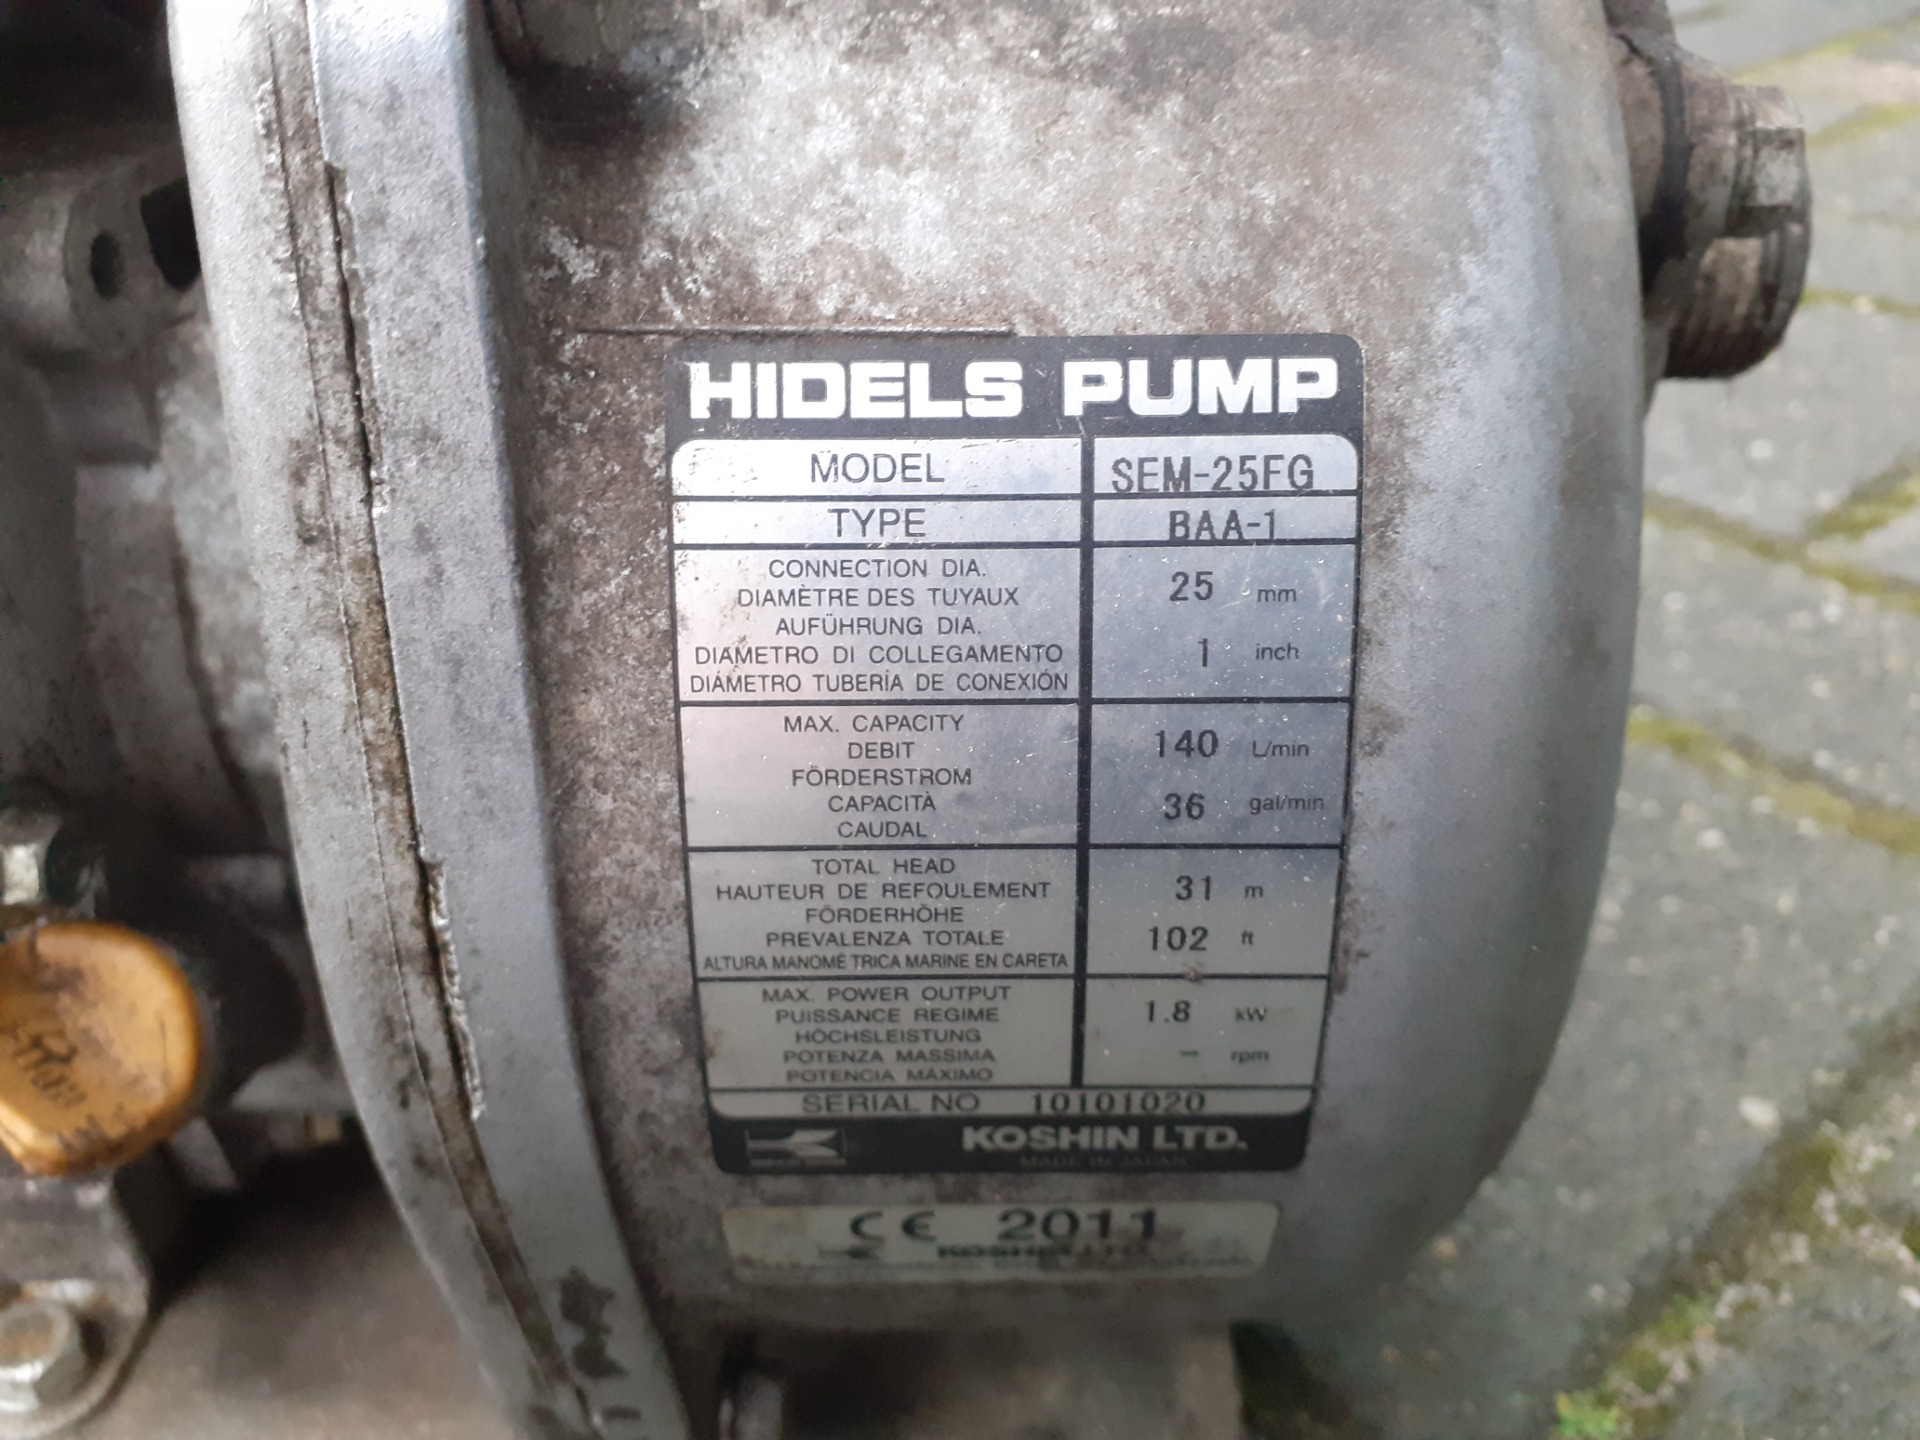 HIDELS PUMP
MODEL SEM-25FG
TYPE BAA-1
CONNECTION DIA.
DIAMÈTRE DES TUYAUX
AUFÜHRUNG DIA.
DIAMETRO DI COLLEGAMENTO
DIÁMETRO TUBERÍA DE CONEXIÓN
25 mm
1 inch
MAX. CAPACITY
DEBIT
FÖRDERSTROM
CAPACITÀ
CAUDAL
140 L/min
36 gal/min
TOTAL HEAD
HAUTEUR DE REFOULEMENT
FÖRDERHÖHE
PREVALENZA TOTALE
ALTURA MANOMÉTRICA MARINE EN CARETA
31 m
102 ft
MAX. POWER OUTPUT
PUISSANCE REGIME
HÖCHSLEISTUNG
POTENZA MASSIMA
POTENCIA MÁXIMO
1.8 kW
– rpm
SERIAL NO 10101020
KOSHIN LTD.
MADE IN JAPAN
CE 2011
KOSHIN LTD.